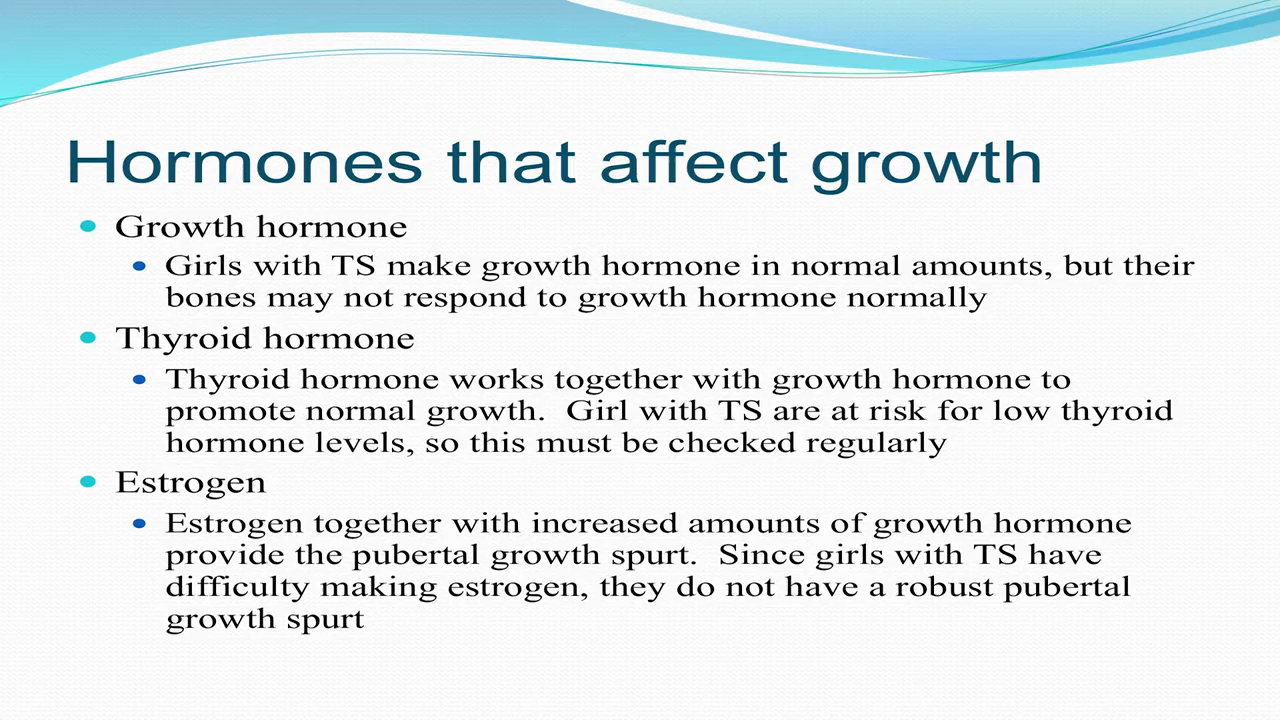 Hormones that affect growth
Growth hormone
Girls with TS make growth hormone in normal amounts, but their
bones may not respond to growth hormone normally
Thyroid hormone
Thyroid hormone works together with growth hormone to
promote normal growth.  Girl with TS are at risk for low thyroid
hormone levels, so this must be checked regularly
Estrogen
Estrogen together with increased amounts of growth hormone
provide the pubertal growth spurt.  Since girls with TS have
difficulty making estrogen, they do not have a robust pubertal
growth spurt